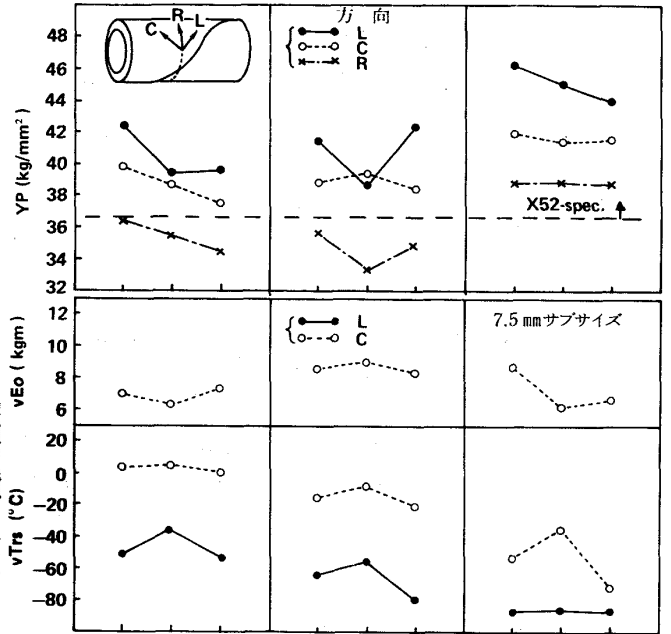 48
46
44
42
40
38
36
34
32
YP (kg/mm²)
C R L
方向
L
C
R
X52-spec.
12
10
8
6
vEo (kgm)
L
C
7.5mmサブサイズ
20
0
-20
-40
-60
-80
vTrs (°C)